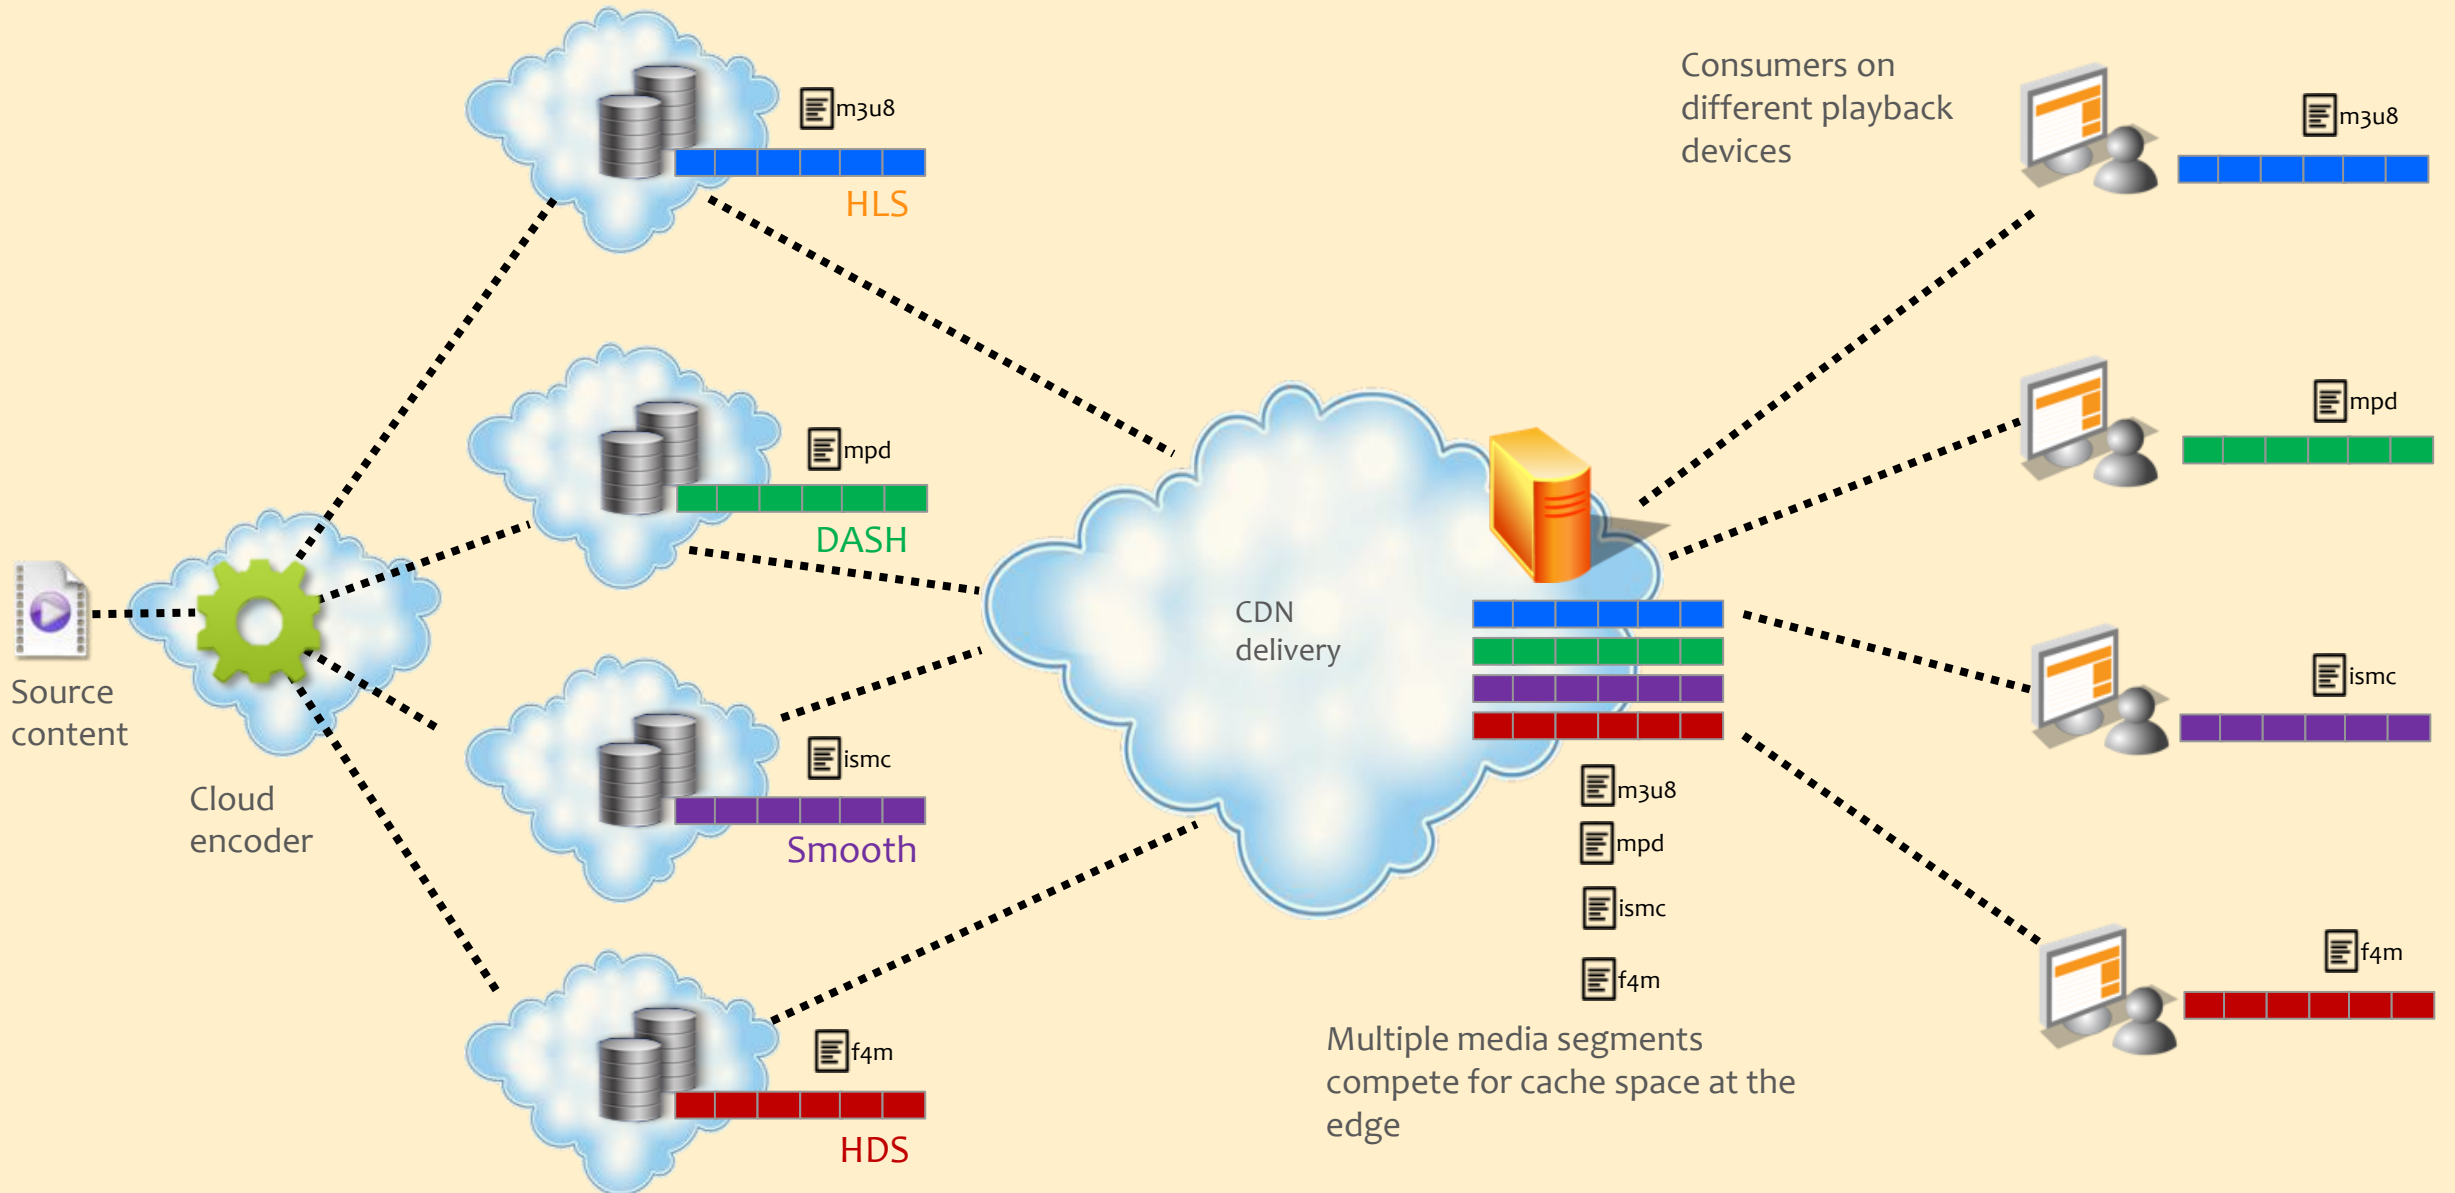 m3u8
HLS
mpd
DASH
Source
content
Cloud
encoder
ismc
Smooth
f4m
HDS
CDN
delivery
m3u8
mpd
ismc
f4m
Multiple media segments
compete for cache space at the
edge
Consumers on
different playback
devices
m3u8
mpd
ismc
f4m